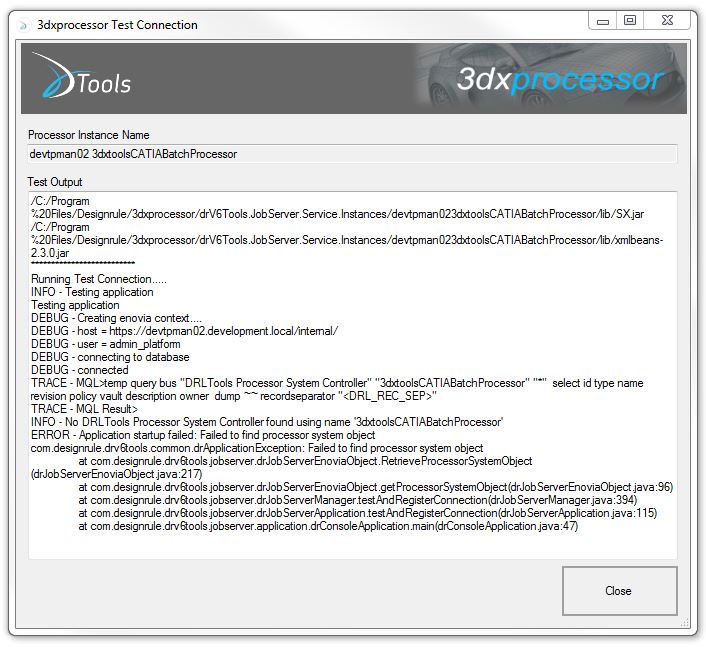 3dxprocessor Test Connection
Tools
3dxprocessor
Processor Instance Name
devtpman02 3dxtoolsCATIABatchProcessor
Test Output
/C:/Program
%20Files/Designrule/3dxprocessor/drV6Tools.JobServer.Service.Instances/devtpman023dxtoolsCATIABatchProcessor/lib/SX.jar
/C:/Program
%20Files/Designrule/3dxprocessor/drV6Tools.JobServer.Service.Instances/devtpman023dxtoolsCATIABatchProcessor/lib/xmlbeans-
2.3.0.jar
**************************
Running Test Connection.....
INFO - Testing application
Testing application
DEBUG - Creating enovia context....
DEBUG - host = https://devtpman02.development.local/internal/
DEBUG - user = admin_platform
DEBUG - connecting to database
DEBUG - connected
TRACE - MQL>temp query bus "DRLTools Processor System Controller" "3dxtoolsCATIABatchProcessor" "*" select id type name
revision policy vault description owner dump ~~ recordseparator "<DRL_REC_SEP>"
TRACE - MQL Result>
INFO - No DRLTools Processor System Controller found using name '3dxtoolsCATIABatchProcessor'
ERROR - Application startup failed: Failed to find processor system object
com.designrule.drv6tools.common.drApplicationException: Failed to find processor system object
at com.designrule.drv6tools.jobserver.drJobServerEnoviaObject.RetrieveProcessorSystemObject
(drJobServerEnoviaObject.java:217)
at com.designrule.drv6tools.jobserver.drJobServerEnoviaObject.getProcessorSystemObject(drJobServerEnoviaObject.java:96)
at com.designrule.drv6tools.jobserver.drJobServerManager.testAndRegisterConnection(drJobServerManager.java:394)
at com.designrule.drv6tools.jobserver.drJobServerApplication.testAndRegisterConnection(drJobServerApplication.java:115)
at com.designrule.drv6tools.jobserver.application.drConsoleApplication.main(drConsoleApplication.java:47)
Close